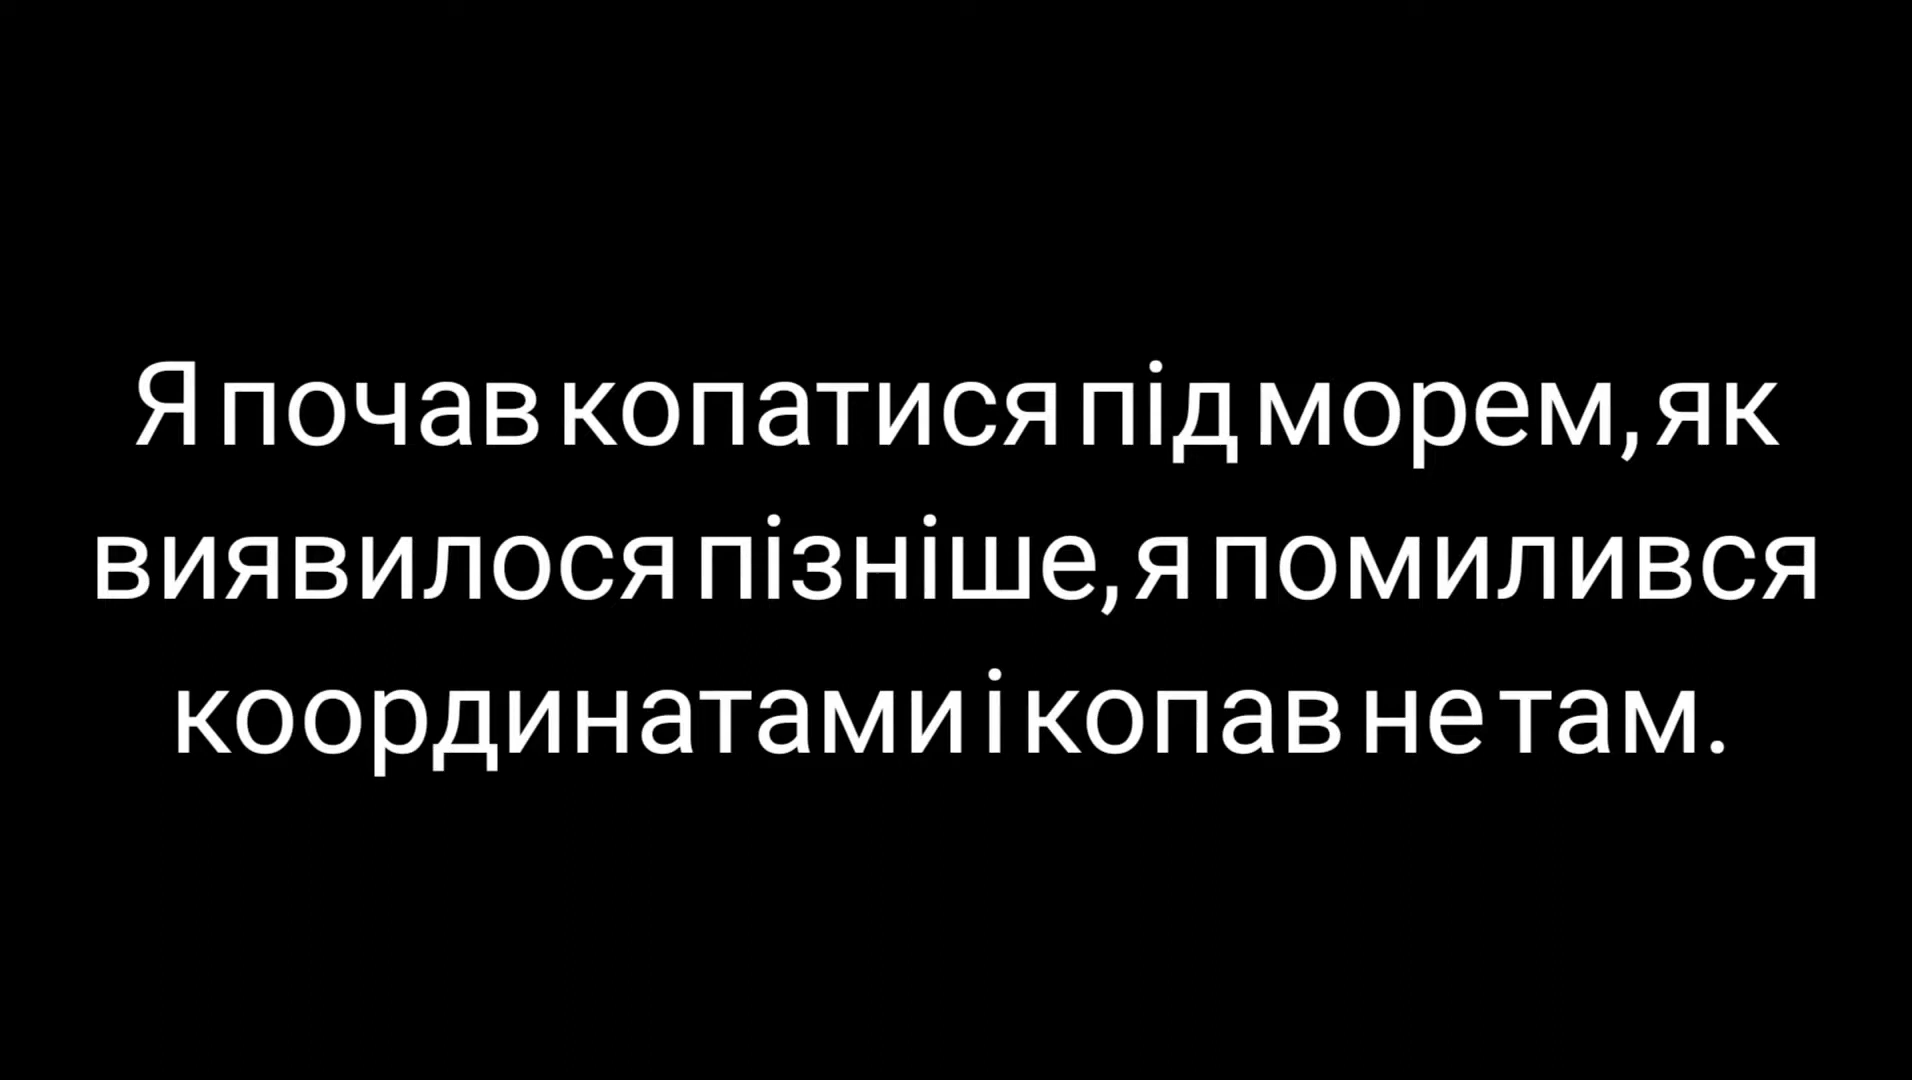 Я почав копатися під морем, як
виявилося пізніше, я помилився
координатами і копав не там.